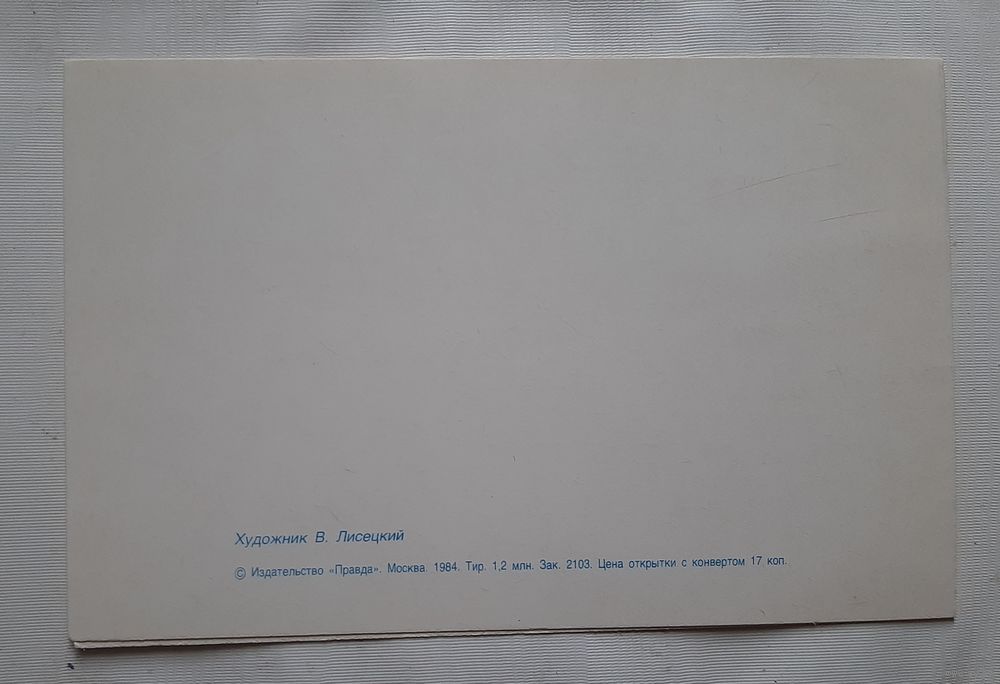 Художник В. Лисецкий
© Издательство «Правда». Москва. 1984. Тир. 1,2 млн. Зак. 2103. Цена открытки с конвертом 17 коп.